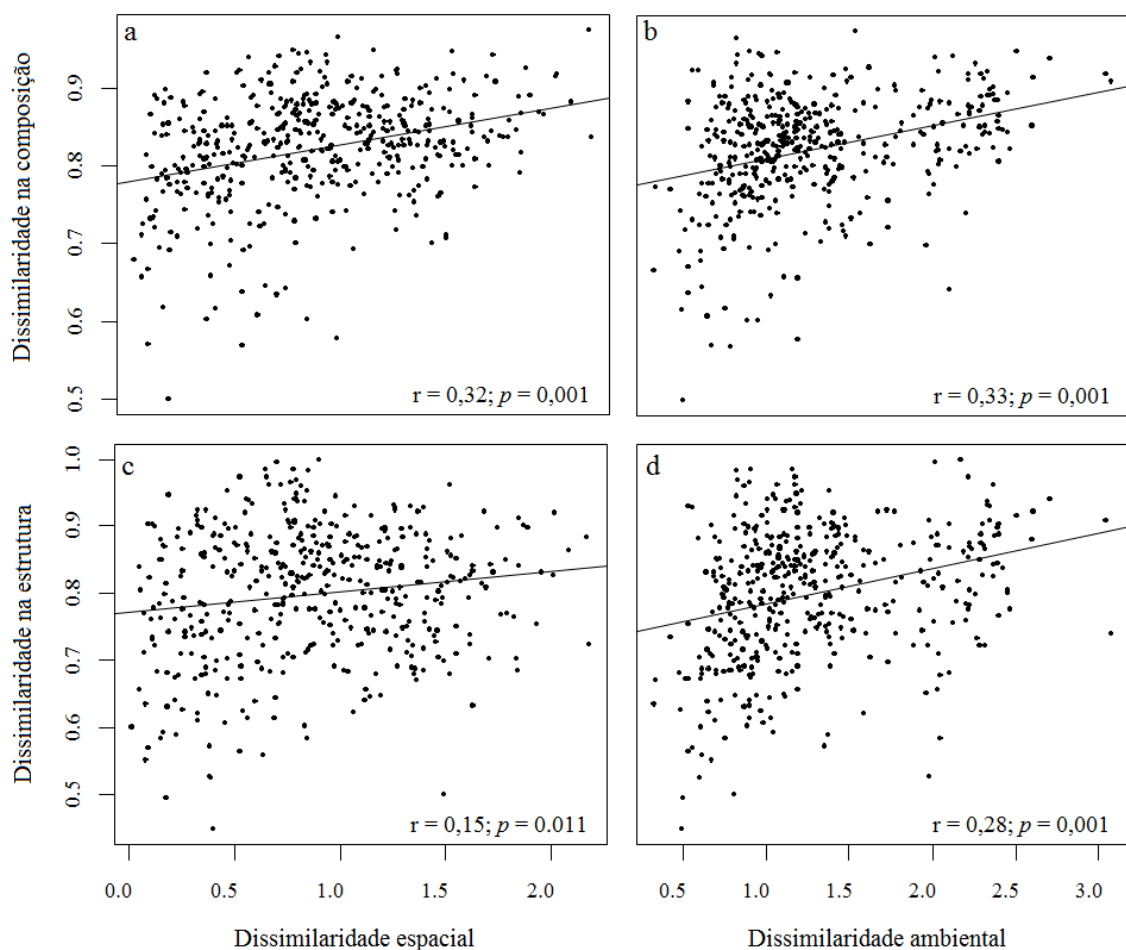 a
b
Dissimilaridade na composição
0.9
0.8
0.7
0.6
0.5
r = 0,32; p = 0,001
r = 0,33; p = 0,001
c
d
Dissimilaridade na estrutura
1.0
0.9
0.8
0.7
0.6
0.5
r = 0,15; p = 0.011
r = 0,28; p = 0,001
0.0 0.5 1.0 1.5 2.0
0.5 1.0 1.5 2.0 2.5 3.0
Dissimilaridade espacial
Dissimilaridade ambiental